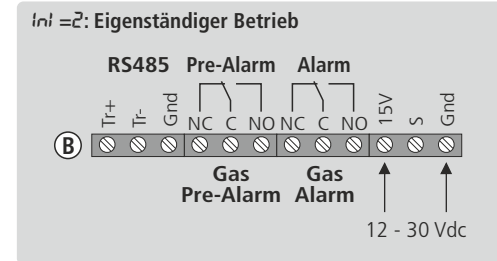 InI =2: Eigenständiger Betrieb
RS485 Pre-Alarm Alarm
Tr+ Tr- Gnd NC C NO NC C NO 15V S Gnd
B
Gas Pre-Alarm
Gas Alarm
12 - 30 Vdc